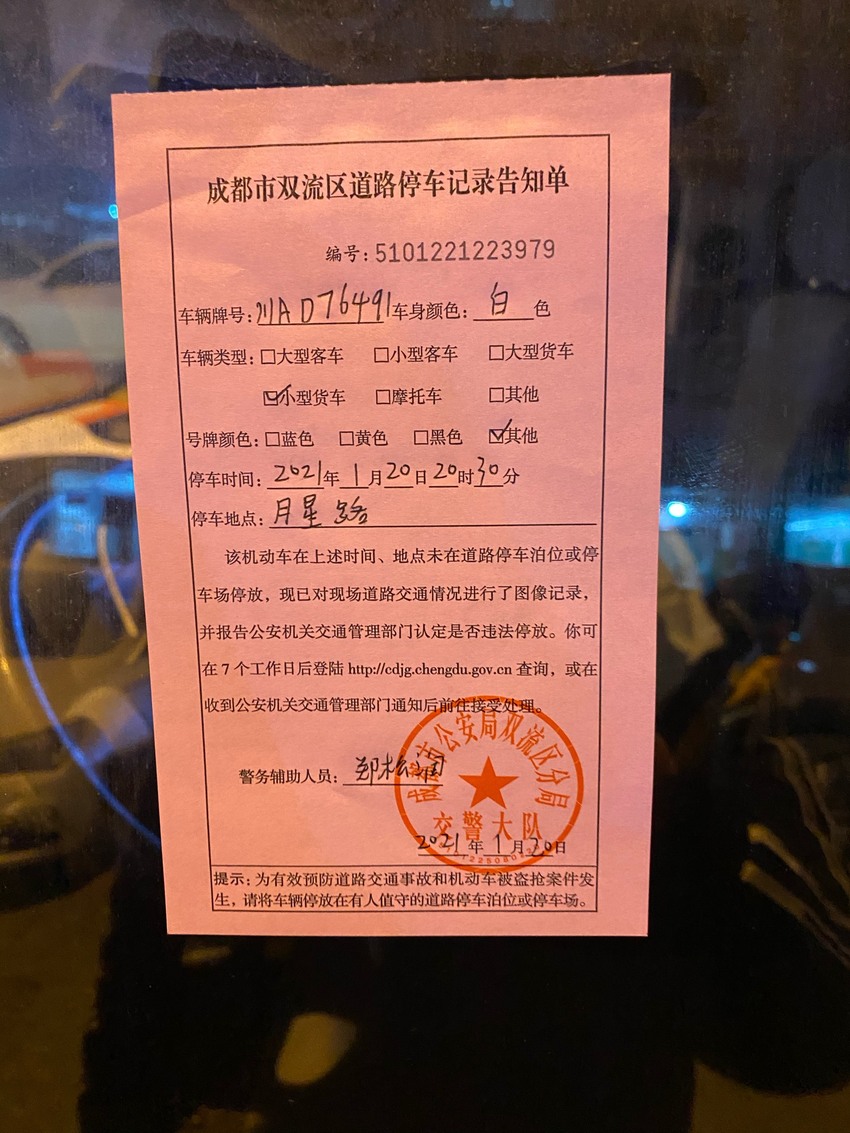 成都市双流区道路停车记录告知单
编号:5101221223979
车辆牌号:川AD76491车身颜色:白色
车辆类型:□大型客车 □小型客车 □大型货车
☑小型货车 □摩托车 □其他
号牌颜色:□蓝色 □黄色 □黑色 ☑其他
停车时间:2021年1月20日20时30分
停车地点:月星路
该机动车在上述时间、地点未在道路停车泊位或停
车场停放，现已对现场道路交通情况进行了图像记录，
并报告公安机关交通管理部门认定是否违法停放。你可
在7个工作日后登陆 http://cdjg.chengdu.gov.cn 查询，或在
收到公安机关交通管理部门通知后前往接受处理。
成都市公安局双流区分局
警务辅助人员:郑松
交警大队
2021年1月20日
提示:为有效预防道路交通事故和机动车被盗抢案件发
生，请将车辆停放在有人值守的道路停车泊位或停车场。